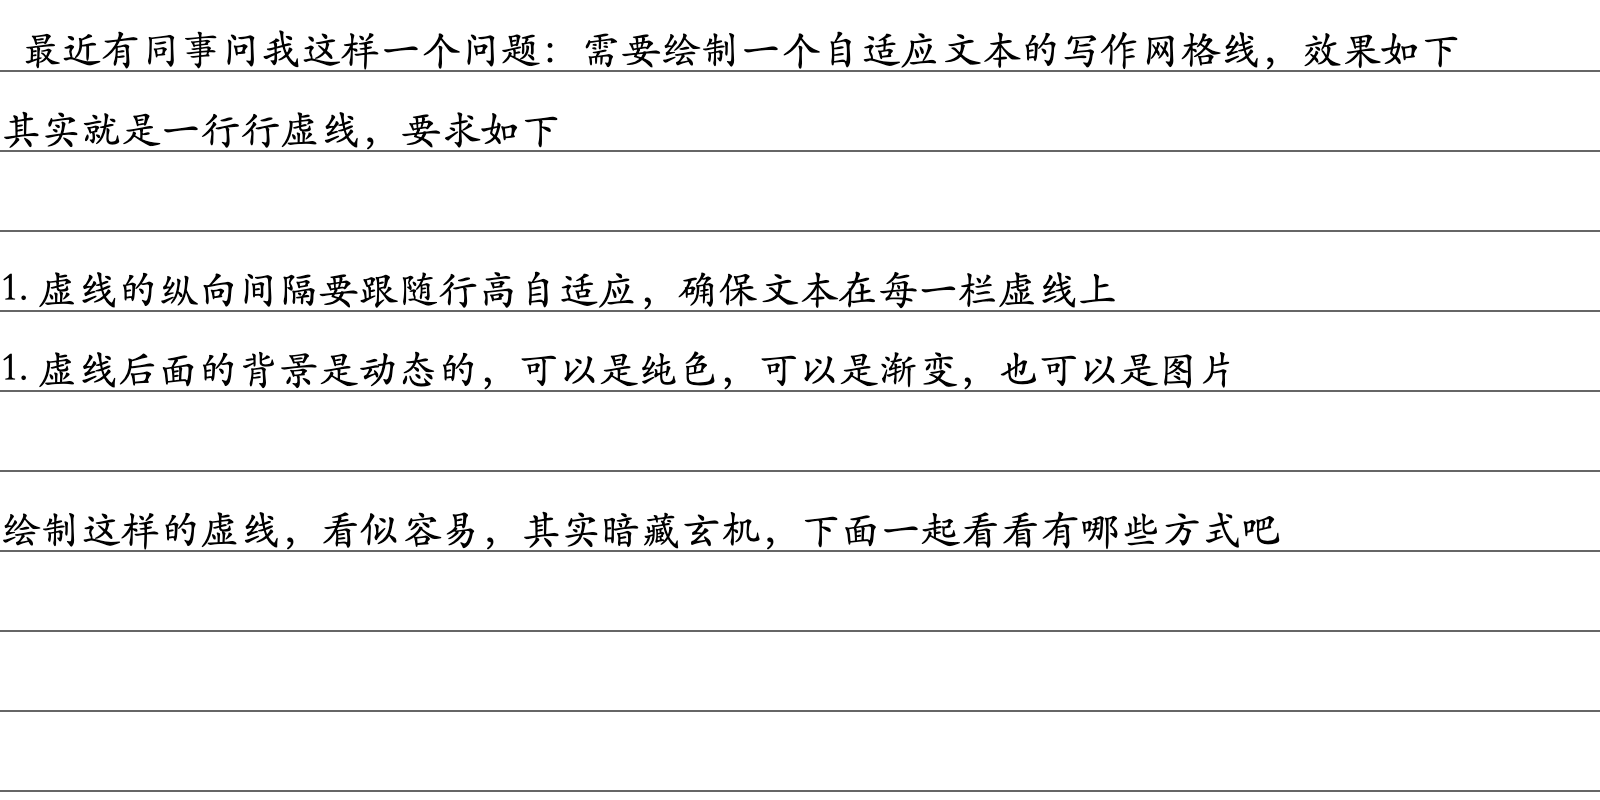 最近有同事问我这样一个问题：需要绘制一个自适应文本的写作网格线，效果如下
其实就是一行行虚线，要求如下
1. 虚线的纵向间隔要跟随行高自适应，确保文本在每一栏虚线上
1. 虚线后面的背景是动态的，可以是纯色，可以是渐变，也可以是图片
绘制这样的虚线，看似容易，其实暗藏玄机，下面一起看看有哪些方式吧